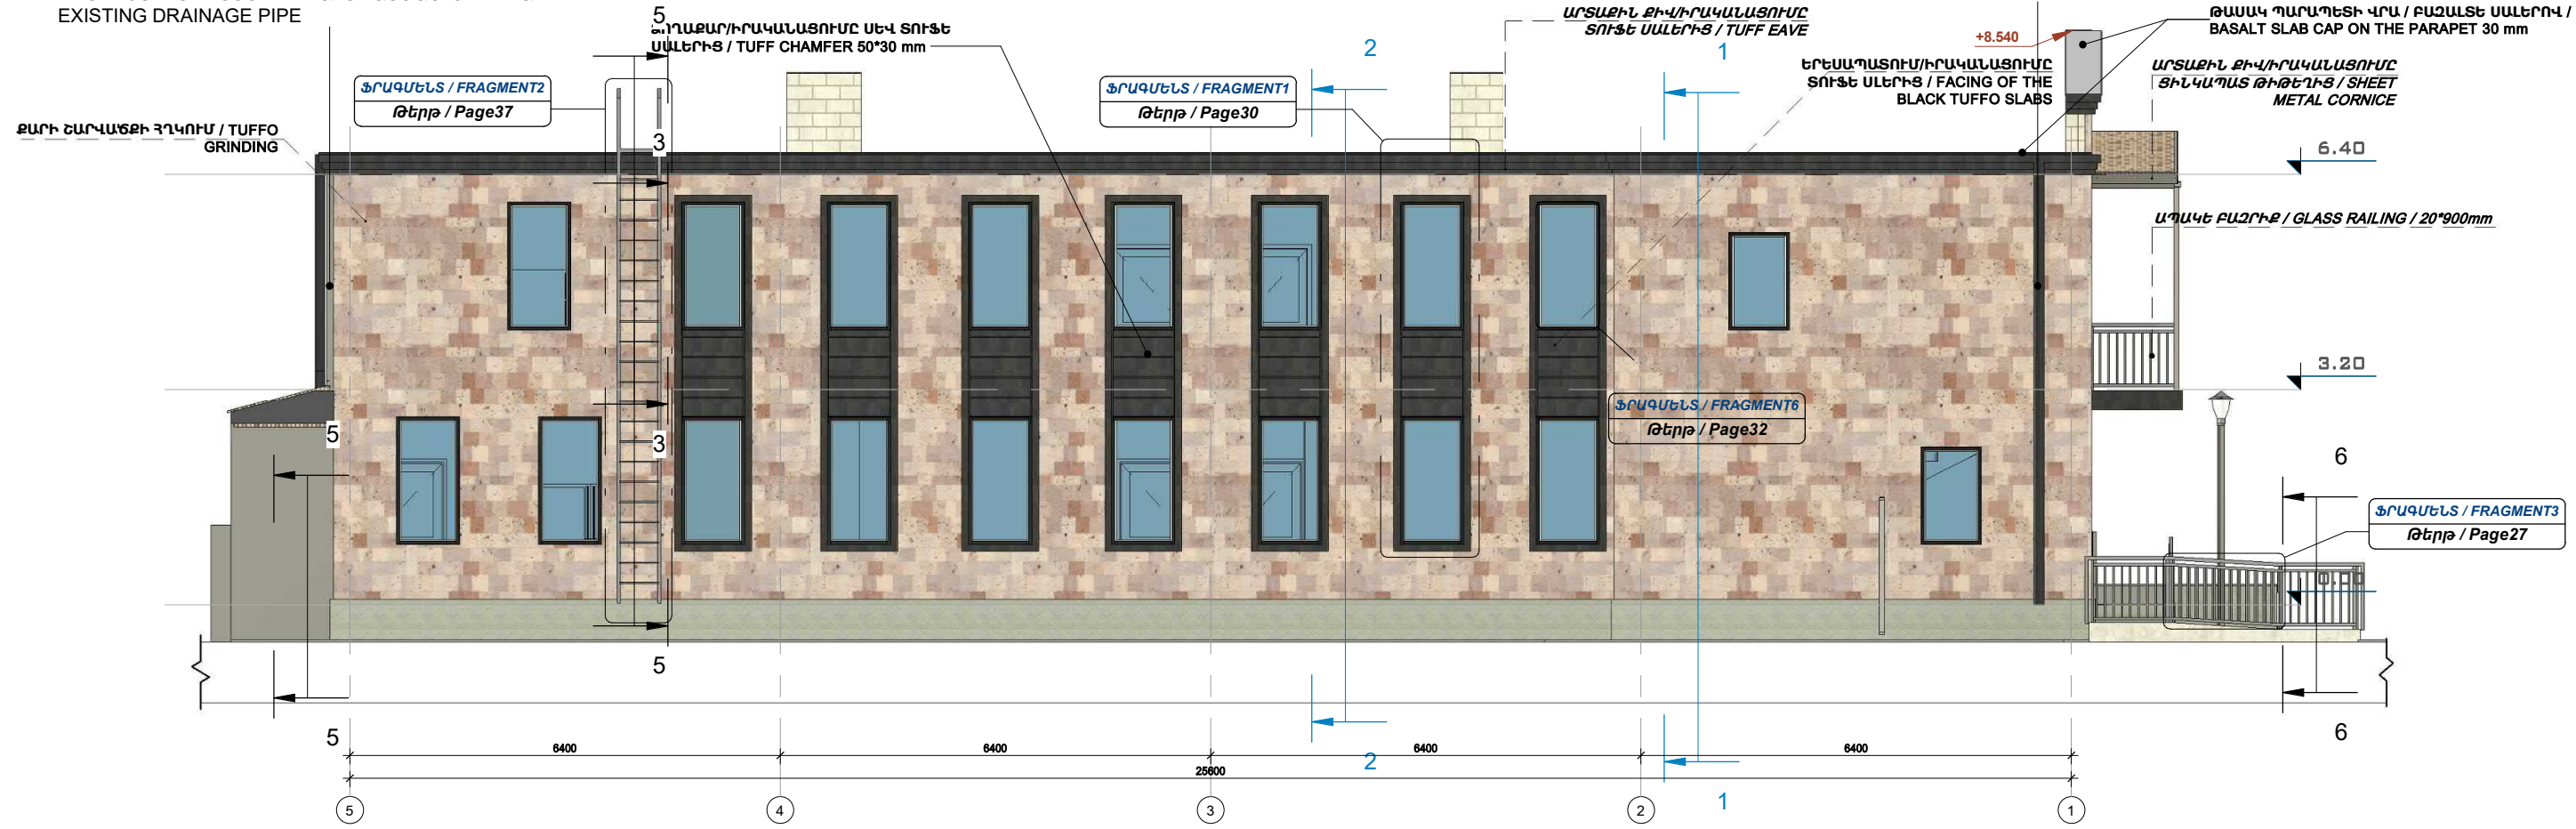 EXISTING DRAINAGE PIPE
5
ՍԵՎ ՏՈՒՖԵ
ՍԱԼԵՐԻՑ / TUFF CHAMFER 50*30 mm
ԱՐՏԱՔԻՆ ՔԻՎ/ԻՐԱԿԱՆԱՑՈՒՄԸ
ՏՈՒՖԵ ՍԱԼԵՐԻՑ / TUFF EAVE
ԹԱՍԱԿ ՊԱՐԱՊԵՏԻ ՎՐԱ / ԲԱԶԱԼՏԵ ՍԱԼԵՐՈՎ /
BASALT SLAB CAP ON THE PARAPET 30 mm
2
1
+8.540
ԵՐԵՍԱՊԱՏՈՒՄ/ԻՐԱԿԱՆԱՑՈՒՄԸ
ՏՈՒՖԵ ՍԼԵՐԻՑ / FACING OF THE
BLACK TUFFO SLABS
ԱՐՏԱՔԻՆ ՔԻՎ/ԻՐԱԿԱՆԱՑՈՒՄԸ
ՑԻՆԿԱՊԱՏ ԹԻԹԵՂԻՑ / SHEET
METAL CORNICE
ՖՐԱԳՄԵՆՏ / FRAGMENT2
Թերթ / Page37
ՖՐԱԳՄԵՆՏ / FRAGMENT1
Թերթ / Page30
ՔԱՐԻ ՇԱՐՎԱԾՔԻ ՀՂԿՈՒՄ / TUFFO
GRINDING
3
6.40
ԱՊԱԿԵ ԲԱԶՐԻՔ / GLASS RAILING / 20*900mm
3.20
ՖՐԱԳՄԵՆՏ / FRAGMENT6
Թերթ / Page32
5
3
6
ՖՐԱԳՄԵՆՏ / FRAGMENT3
Թերթ / Page27
0.00
5
5
2
1
6
6400
6400
6400
6400
25600
5
4
3
2
1